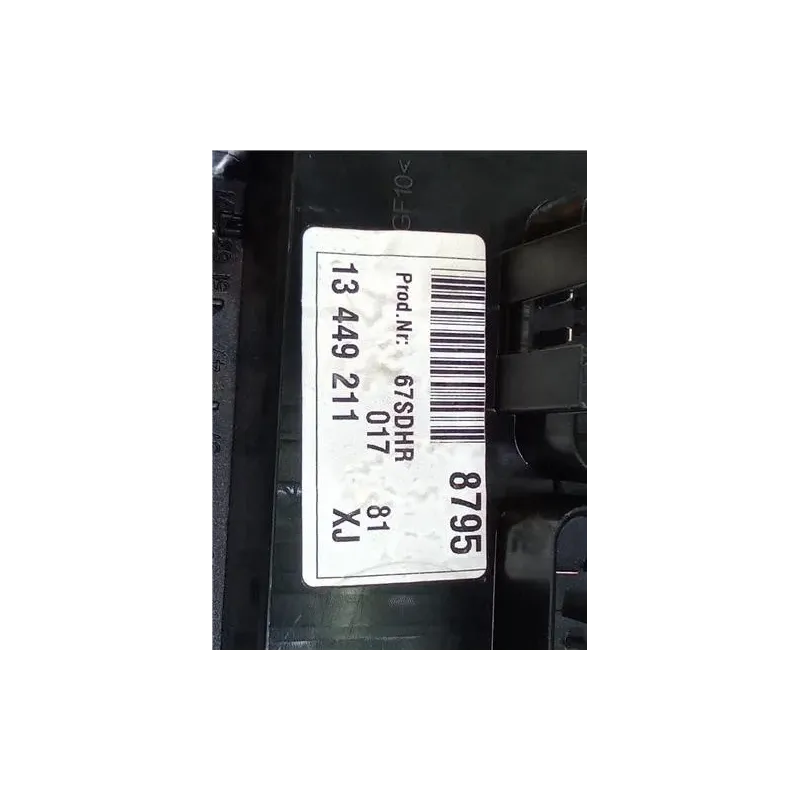 GF10<
8795
Prod.Nr: 67SDHR
017 81
13 449 211 XJ